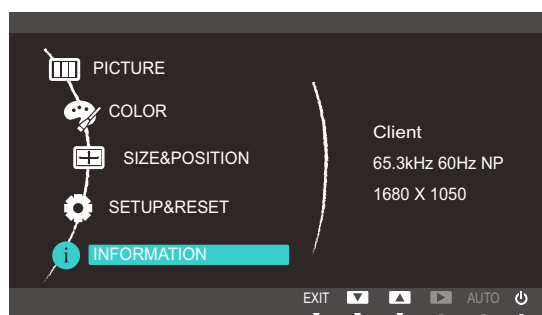 PICTURE
COLOR
SIZE&POSITION
SETUP&RESET
INFORMATION
Client
65.3kHz 60Hz NP
1680 X 1050
EXIT
AUTO